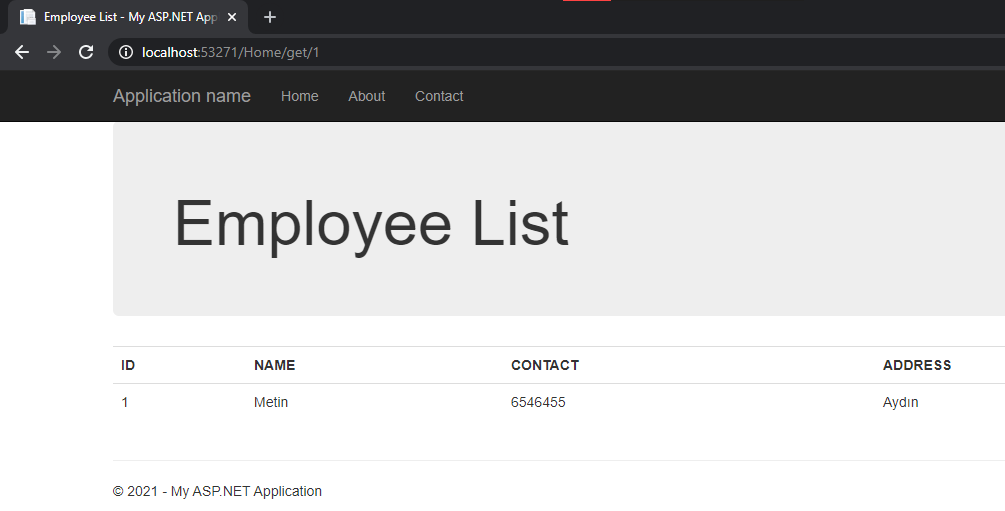 Employee List - My ASP.NET App
localhost:53271/Home/get/1
Application name Home About Contact
Employee List
ID NAME CONTACT ADDRESS
1 Metin 6546455 Aydın
© 2021 - My ASP.NET Application